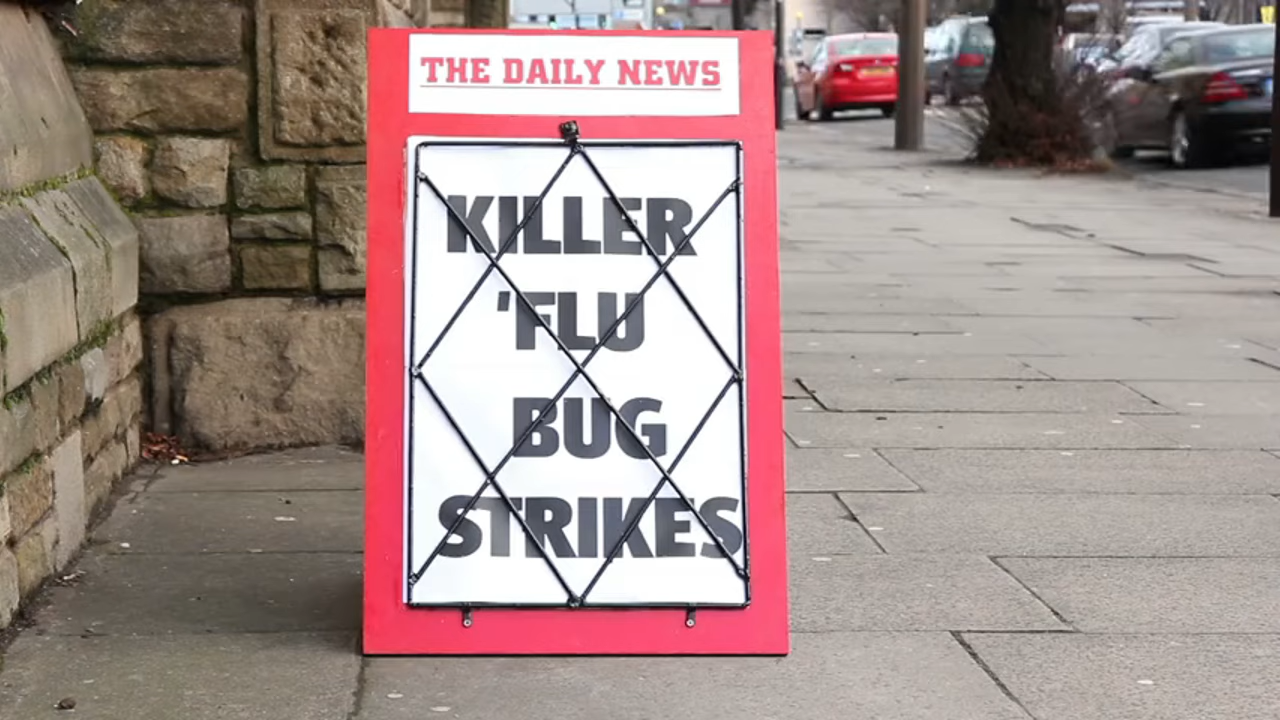 THE DAILY NEWS
KILLER
'FLU
BUG
STRIKES